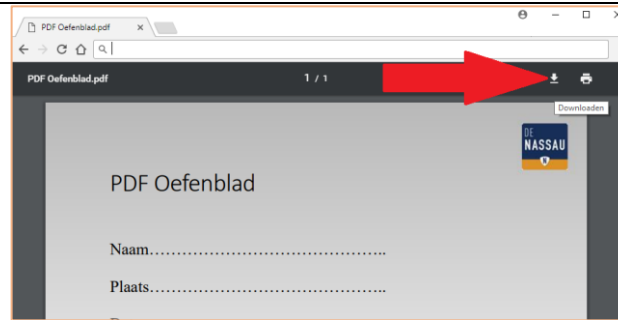 PDF Oefenblad.pdf
PDF Oefenblad.pdf 1 / 1
Downloaden
DE
NASSAU
PDF Oefenblad
Naam……………………………………..
Plaats……………………………………..